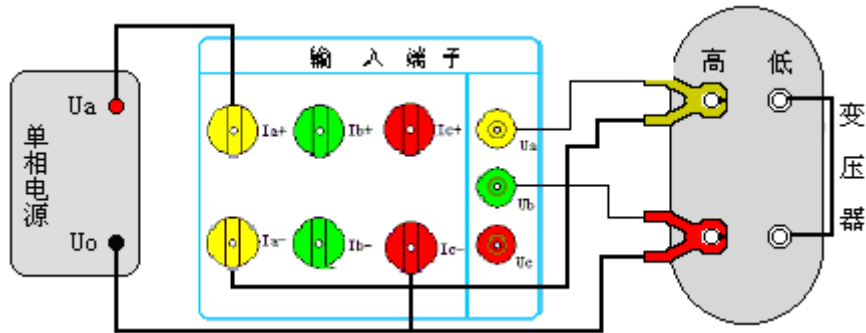 单相电源
Ua
Uo
输入端子
Ia+ Ib+ Ic+
Ua
Ub
Ia- Ib- Ic-
Uc
高 低
变压器